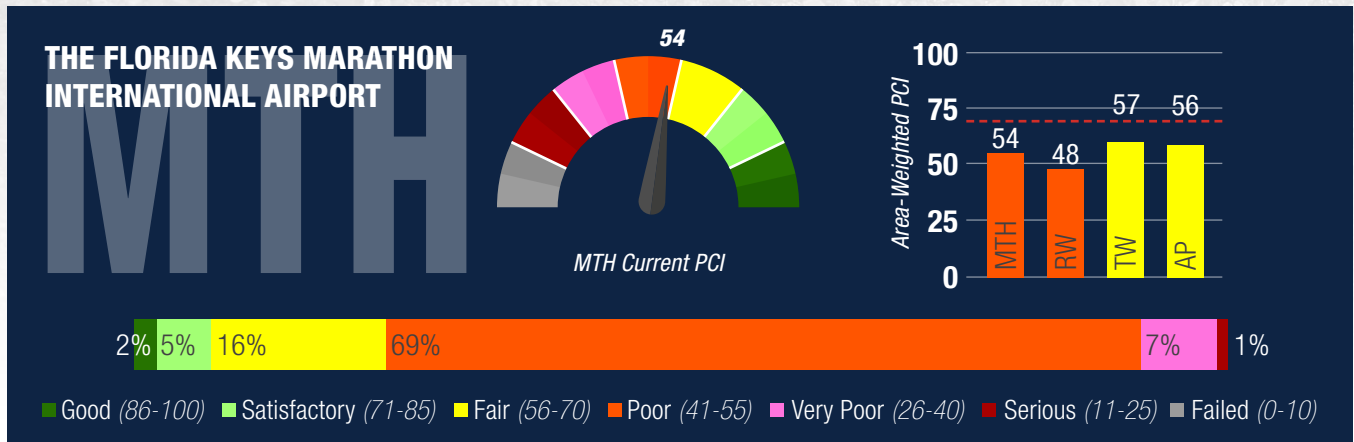 MTH
THE FLORIDA KEYS MARATHON
INTERNATIONAL AIRPORT
54
MTH Current PCI
Area-Weighted PCI
100
75
50
25
0
54
48
57
56
MTH
RW
TW
AP
2%
5%
16%
69%
7%
1%
Good (86-100)
Satisfactory (71-85)
Fair (56-70)
Poor (41-55)
Very Poor (26-40)
Serious (11-25)
Failed (0-10)